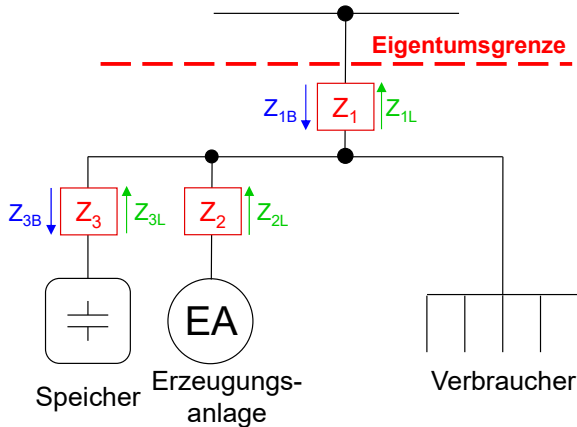 Eigentumsgrenze
Z1B Z1 Z1L
Z3B Z3 Z3L Z2 Z2L
EA
Speicher
Erzeugungs-
anlage
Verbraucher